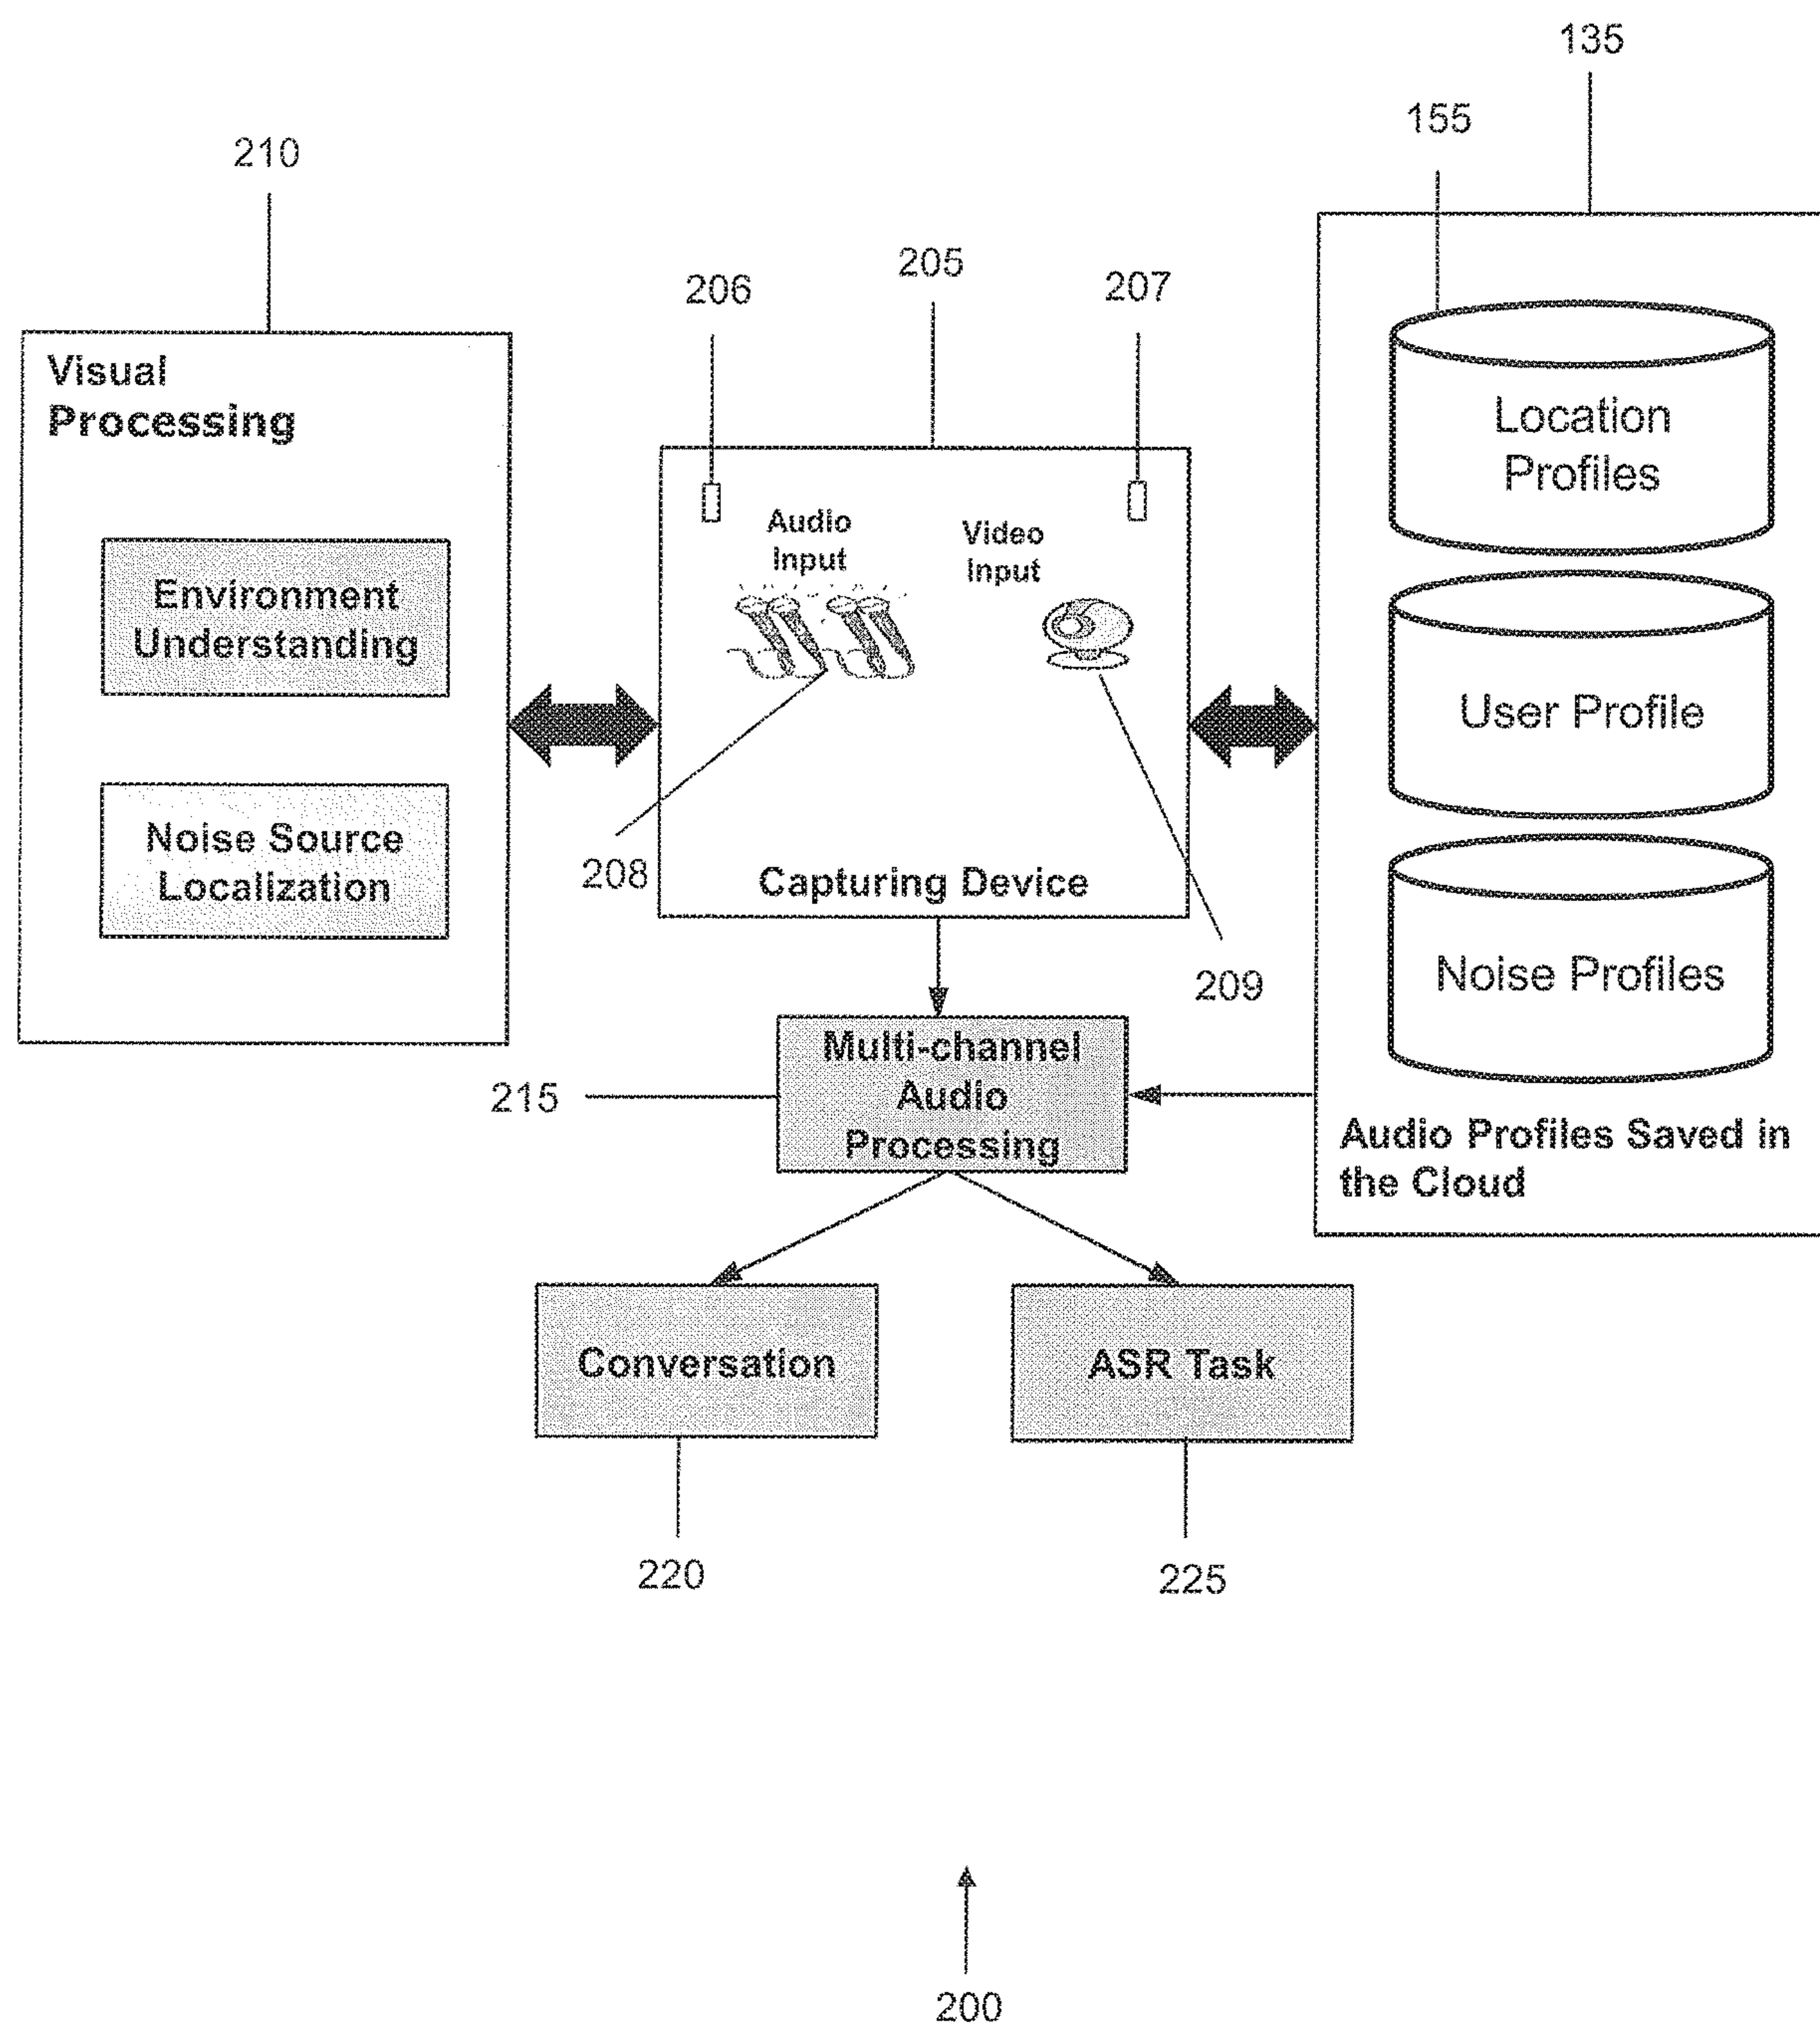 135
155
210
205
206
207
Visual
Processing
Environment
Understanding
Noise Source
Localization
Audio
Input
Video
Input
208
Capturing Device
209
Location
Profiles
User Profile
Noise Profiles
Audio Profiles Saved in
the Cloud
Multi-channel
Audio
Processing
215
Conversation
ASR Task
220
225
200